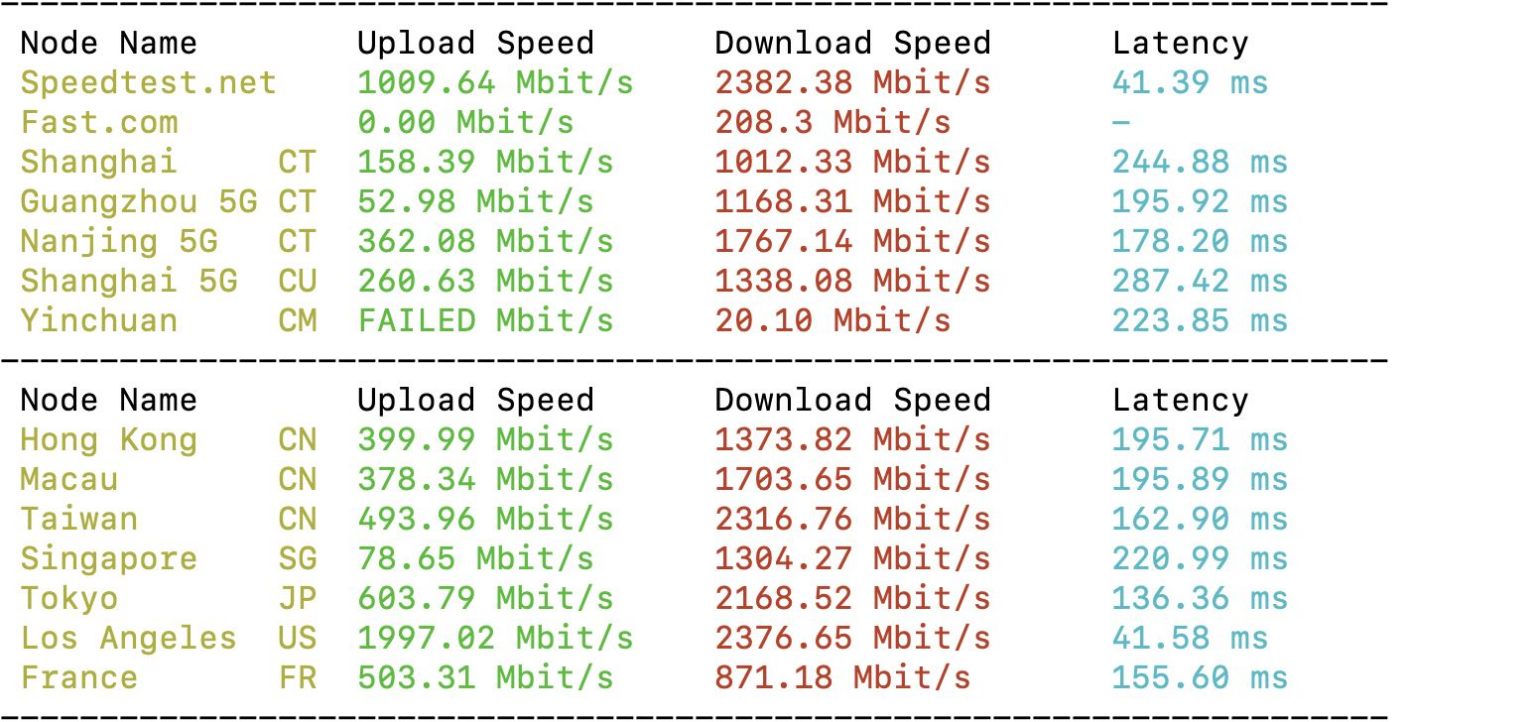 Node Name Upload Speed Download Speed Latency
Speedtest.net 1009.64 Mbit/s 2382.38 Mbit/s 41.39 ms
Fast.com 0.00 Mbit/s 208.3 Mbit/s –
Shanghai CT 158.39 Mbit/s 1012.33 Mbit/s 244.88 ms
Guangzhou 5G CT 52.98 Mbit/s 1168.31 Mbit/s 195.92 ms
Nanjing 5G CT 362.08 Mbit/s 1767.14 Mbit/s 178.20 ms
Shanghai 5G CU 260.63 Mbit/s 1338.08 Mbit/s 287.42 ms
Yinchuan CM FAILED Mbit/s 20.10 Mbit/s 223.85 ms
Node Name Upload Speed Download Speed Latency
Hong Kong CN 399.99 Mbit/s 1373.82 Mbit/s 195.71 ms
Macau CN 378.34 Mbit/s 1703.65 Mbit/s 195.89 ms
Taiwan CN 493.96 Mbit/s 2316.76 Mbit/s 162.90 ms
Singapore SG 78.65 Mbit/s 1304.27 Mbit/s 220.99 ms
Tokyo JP 603.79 Mbit/s 2168.52 Mbit/s 136.36 ms
Los Angeles US 1997.02 Mbit/s 2376.65 Mbit/s 41.58 ms
France FR 503.31 Mbit/s 871.18 Mbit/s 155.60 ms